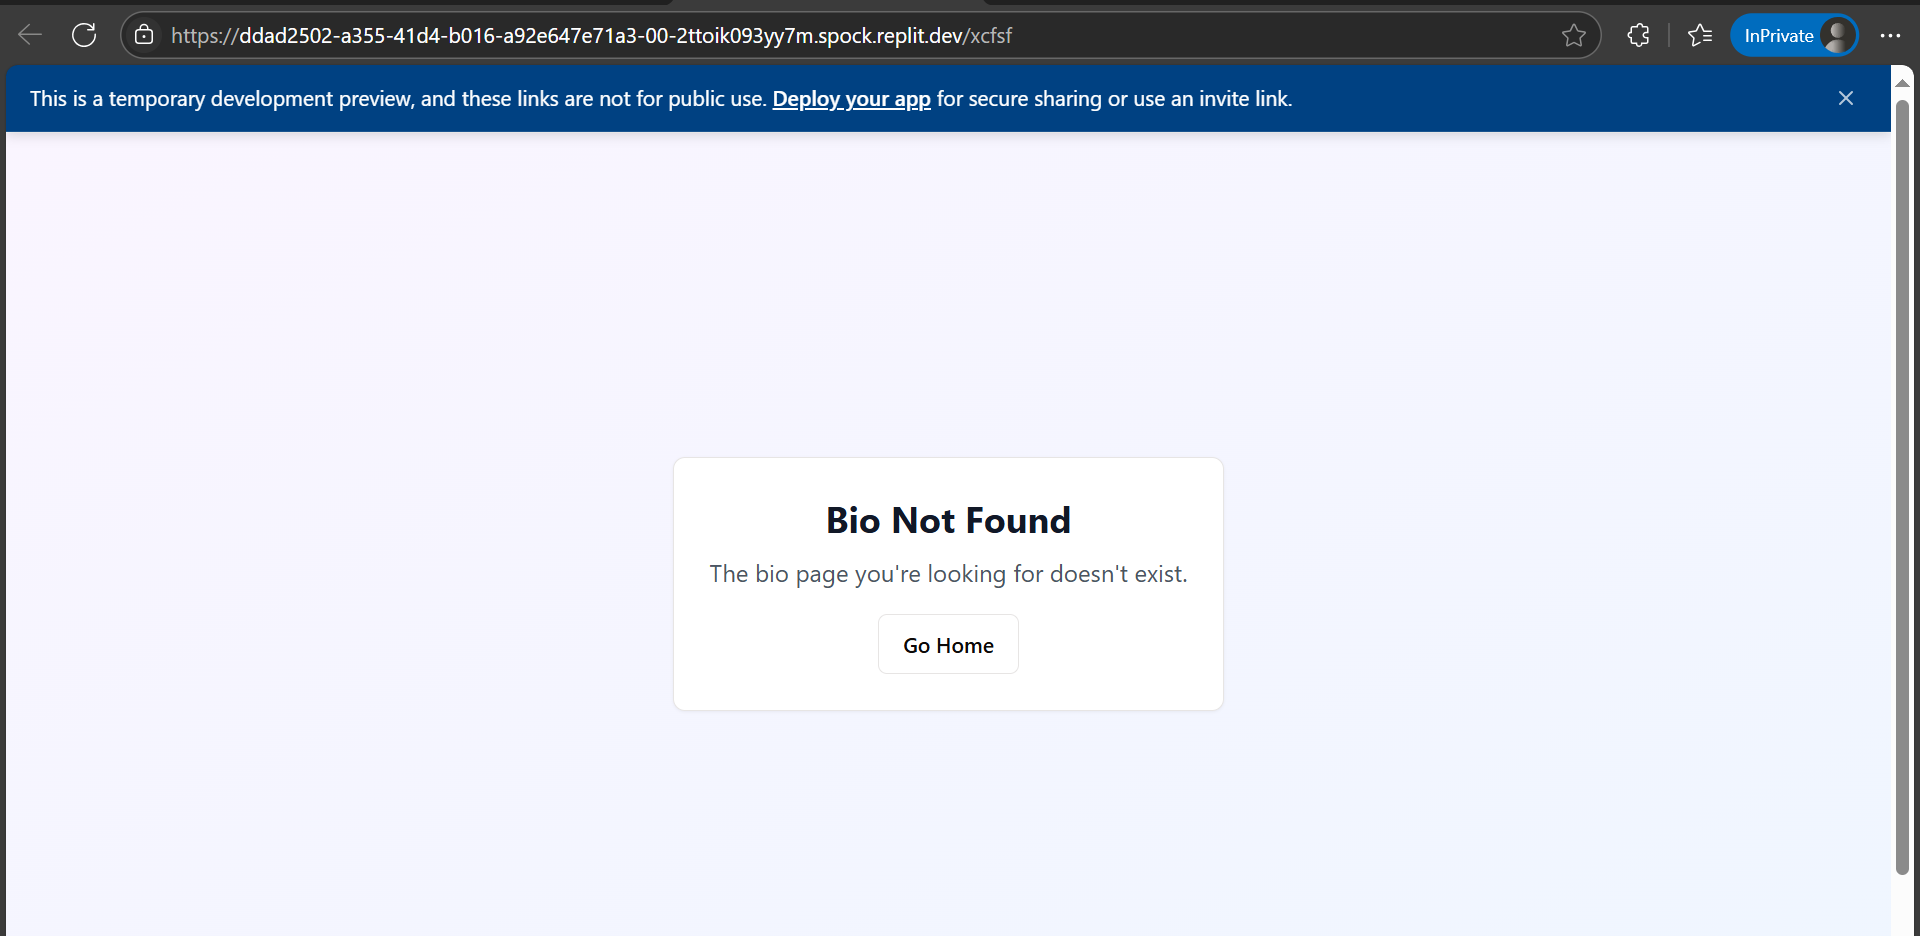 https://ddad2502-a355-41d4-b016-a92e647e71a3-00-2ttoik093yy7m.spock.replit.dev/xcfsf
InPrivate
This is a temporary development preview, and these links are not for public use. Deploy your app for secure sharing or use an invite link.
Bio Not Found
The bio page you're looking for doesn't exist.
Go Home